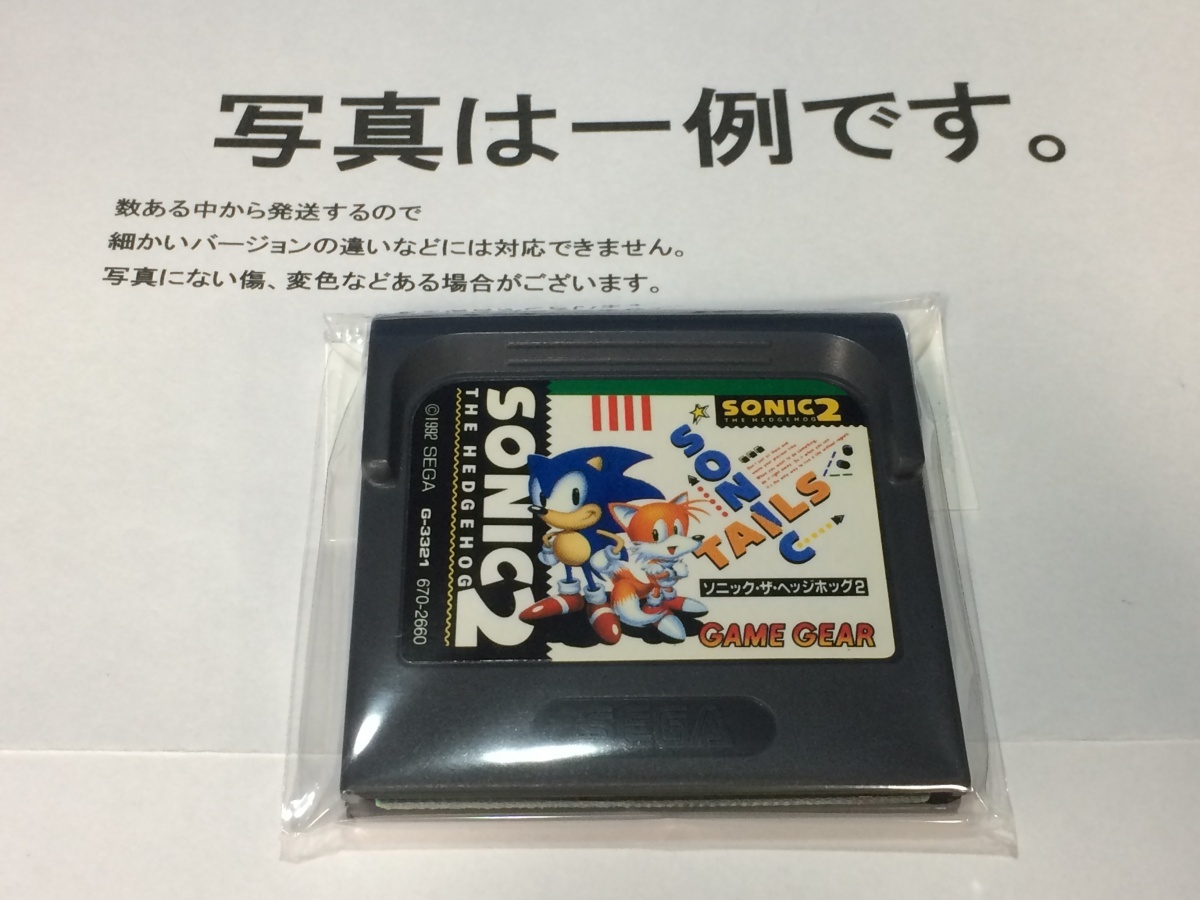 写真は一例です。
数ある中から発送するので
細かいバージョンの違いなどには対応できません。
写真にない傷、変色などある場合がございます。
SONIC 2
THE HEDGEHOG
©1992 SEGA G-3321 670-2660
SONIC 2
THE HEDGEHOG
SONIC
TAILS
ソニック・ザ・ヘッジホッグ2
GAME GEAR
SEGA